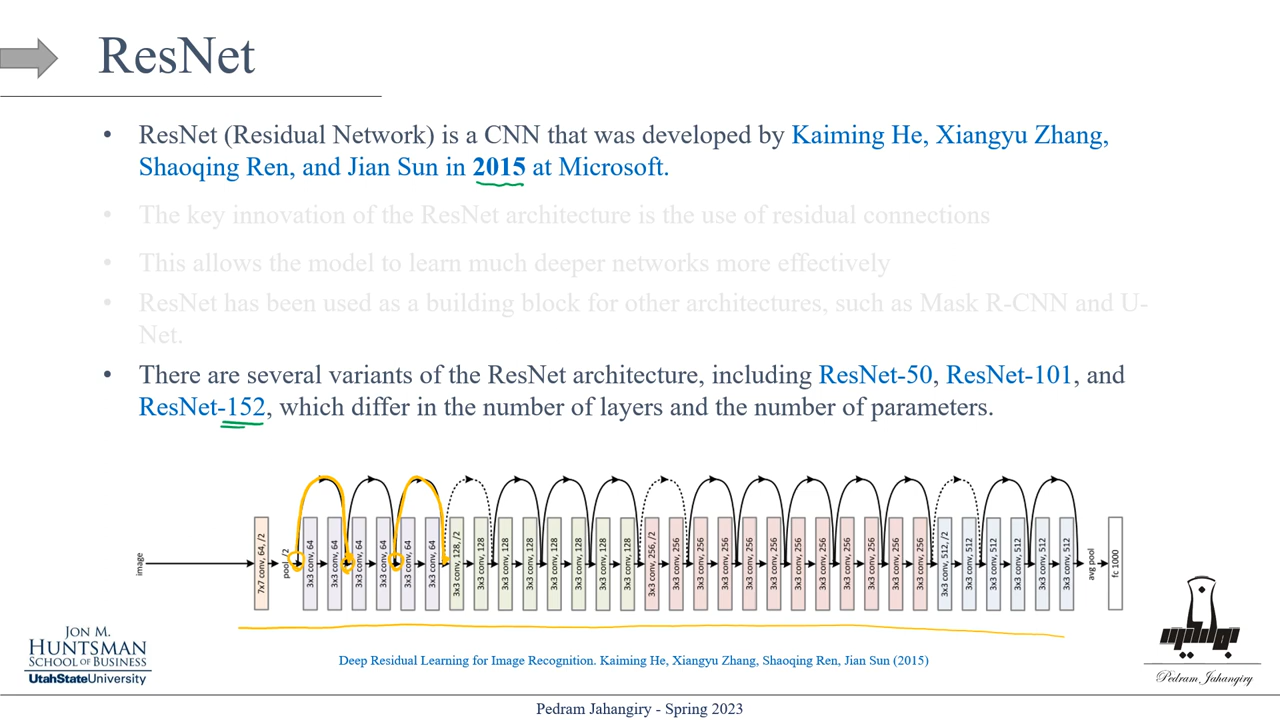 ResNet
• ResNet (Residual Network) is a CNN that was developed by Kaiming He, Xiangyu Zhang,
Shaoqing Ren, and Jian Sun in 2015 at Microsoft.
• The key innovation of the ResNet architecture is the use of residual connections
• This allows the model to learn much deeper networks more effectively
• ResNet has been used as a building block for other architectures, such as Mask R-CNN and U-
Net.
• There are several variants of the ResNet architecture, including ResNet-50, ResNet-101, and
ResNet-152, which differ in the number of layers and the number of parameters.
image
7x7 conv, 64, /2
pool, /2
3x3 conv, 64
3x3 conv, 64
3x3 conv, 64
3x3 conv, 64
3x3 conv, 64
3x3 conv, 64
3x3 conv, 128, /2
3x3 conv, 128
3x3 conv, 128
3x3 conv, 128
3x3 conv, 128
3x3 conv, 128
3x3 conv, 128
3x3 conv, 128
3x3 conv, 256, /2
3x3 conv, 256
3x3 conv, 256
3x3 conv, 256
3x3 conv, 256
3x3 conv, 256
3x3 conv, 256
3x3 conv, 256
3x3 conv, 256
3x3 conv, 256
3x3 conv, 256
3x3 conv, 256
3x3 conv, 512, /2
3x3 conv, 512
3x3 conv, 512
3x3 conv, 512
3x3 conv, 512
3x3 conv, 512
avg pool
fc 1000
JON M.
HUNTSMAN
SCHOOL OF BUSINESS
UtahStateUniversity
Deep Residual Learning for Image Recognition. Kaiming He, Xiangyu Zhang, Shaoqing Ren, Jian Sun (2015)
Pedram Jahangiry
Pedram Jahangiry - Spring 2023